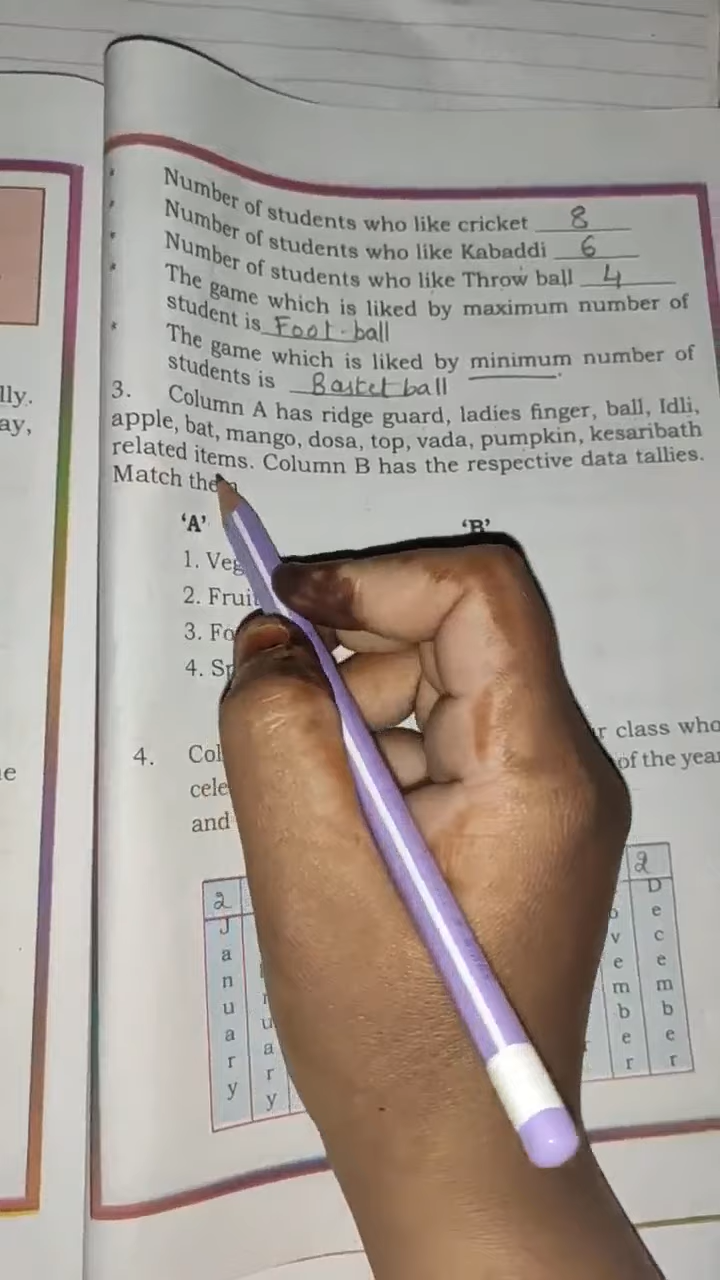 lly.
ay,
e
* Number of students who like cricket 8
* Number of students who like Kabaddi 6
* Number of students who like Throw ball 4
* The game which is liked by maximum number of
student is Foot-ball
* The game which is liked by minimum number of
students is Basket ball
3. Column A has ridge guard, ladies finger, ball, Idli,
apple, bat, mango, dosa, top, vada, pumpkin, kesaribath
related items. Column B has the respective data tallies.
Match the
'A' 'B'
1. Veg
2. Frui
3. Fo
4. Sp
4. Col r class who
cele of the year
and
2 2
January uary ovember December